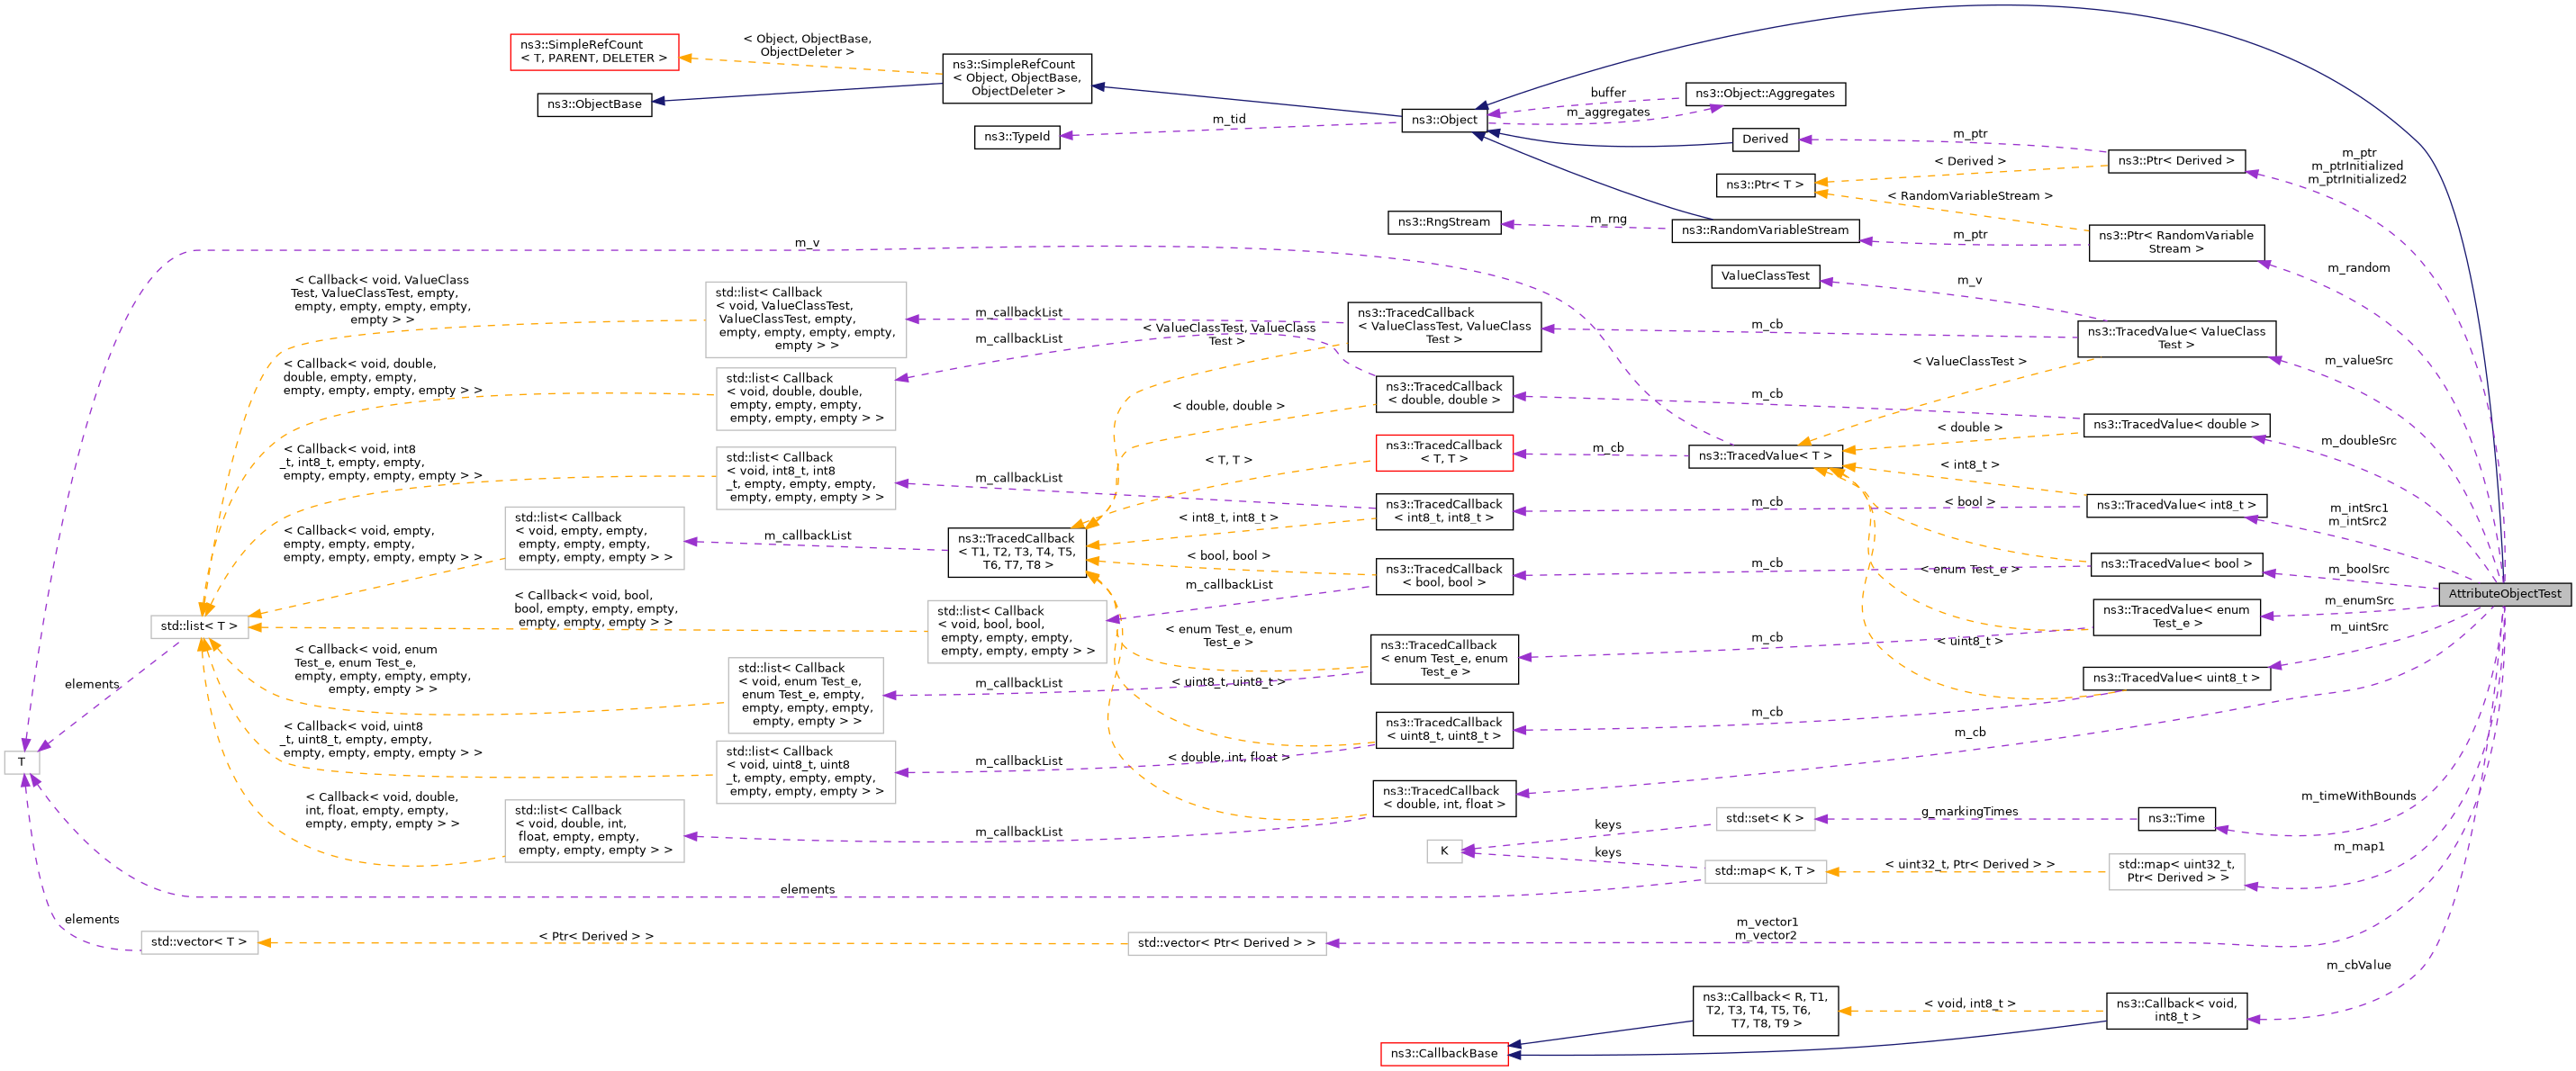 ns3::SimpleRefCount
< T, PARENT, DELETER >
< Object, ObjectBase,
ObjectDeleter >
ns3::SimpleRefCount
< Object, ObjectBase,
ObjectDeleter >
ns3::ObjectBase
ns3::TypeId
m_tid
ns3::Object
buffer
m_aggregates
ns3::Object::Aggregates
Derived
m_ptr
ns3::Ptr< Derived >
m_ptr
m_ptrInitialized
m_ptrInitialized2
< Derived >
ns3::Ptr< T >
< RandomVariableStream >
ns3::RngStream
m_rng
ns3::RandomVariableStream
m_ptr
ns3::Ptr< RandomVariable
Stream >
m_random
m_v
ValueClassTest
m_v
< Callback< void, ValueClass
Test, ValueClassTest, empty,
empty, empty, empty, empty,
empty > >
std::list< Callback
< void, ValueClassTest,
ValueClassTest, empty,
empty, empty, empty, empty,
empty > >
m_callbackList
ns3::TracedCallback
< ValueClassTest, ValueClass
Test >
m_cb
ns3::TracedValue< ValueClass
Test >
m_valueSrc
< ValueClassTest, ValueClass
Test >
m_callbackList
< Callback< void, double,
double, empty, empty,
empty, empty, empty, empty > >
std::list< Callback
< void, double, double,
empty, empty, empty,
empty, empty, empty > >
ns3::TracedCallback
< double, double >
< double, double >
m_cb
< ValueClassTest >
ns3::TracedValue< double >
m_doubleSrc
< double >
< Callback< void, int8
_t, int8_t, empty, empty,
empty, empty, empty, empty > >
std::list< Callback
< void, int8_t, int8
_t, empty, empty, empty,
empty, empty, empty > >
m_callbackList
< T, T >
ns3::TracedCallback
< T, T >
m_cb
ns3::TracedValue< T >
< int8_t >
ns3::TracedCallback
< int8_t, int8_t >
< int8_t, int8_t >
m_cb
< bool >
ns3::TracedValue< int8_t >
m_intSrc1
m_intSrc2
< Callback< void, empty,
empty, empty, empty,
empty, empty, empty, empty > >
std::list< Callback
< void, empty, empty,
empty, empty, empty,
empty, empty, empty > >
m_callbackList
ns3::TracedCallback
< T1, T2, T3, T4, T5,
T6, T7, T8 >
< bool, bool >
ns3::TracedCallback
< bool, bool >
m_cb
< enum Test_e >
ns3::TracedValue< bool >
m_boolSrc
AttributeObjectTest
< Callback< void, bool,
bool, empty, empty, empty,
empty, empty, empty > >
std::list< T >
std::list< Callback
< void, bool, bool,
empty, empty, empty,
empty, empty, empty > >
m_callbackList
< enum Test_e, enum
Test_e >
ns3::TracedCallback
< enum Test_e, enum
Test_e >
m_cb
< uint8_t >
ns3::TracedValue< enum
Test_e >
m_enumSrc
m_uintSrc
elements
< Callback< void, enum
Test_e, enum Test_e,
empty, empty, empty, empty,
empty, empty > >
std::list< Callback
< void, enum Test_e,
enum Test_e, empty,
empty, empty, empty,
empty, empty > >
m_callbackList
< uint8_t, uint8_t >
ns3::TracedValue< uint8_t >
ns3::TracedCallback
< uint8_t, uint8_t >
m_cb
m_cb
T
< Callback< void, uint8
_t, uint8_t, empty, empty,
empty, empty, empty, empty > >
std::list< Callback
< void, uint8_t, uint8
_t, empty, empty, empty,
empty, empty, empty > >
m_callbackList
< double, int, float >
ns3::TracedCallback
< double, int, float >
< Callback< void, double,
int, float, empty, empty,
empty, empty, empty > >
std::list< Callback
< void, double, int,
float, empty, empty,
empty, empty, empty > >
m_callbackList
K
keys
keys
std::set< K >
g_markingTimes
ns3::Time
m_timeWithBounds
std::map< K, T >
< uint32_t, Ptr< Derived > >
std::map< uint32_t,
Ptr< Derived > >
m_map1
elements
elements
std::vector< T >
< Ptr< Derived > >
std::vector< Ptr< Derived > >
m_vector1
m_vector2
m_cbValue
ns3::Callback< R, T1,
T2, T3, T4, T5, T6,
T7, T8, T9 >
< void, int8_t >
ns3::Callback< void,
int8_t >
ns3::CallbackBase